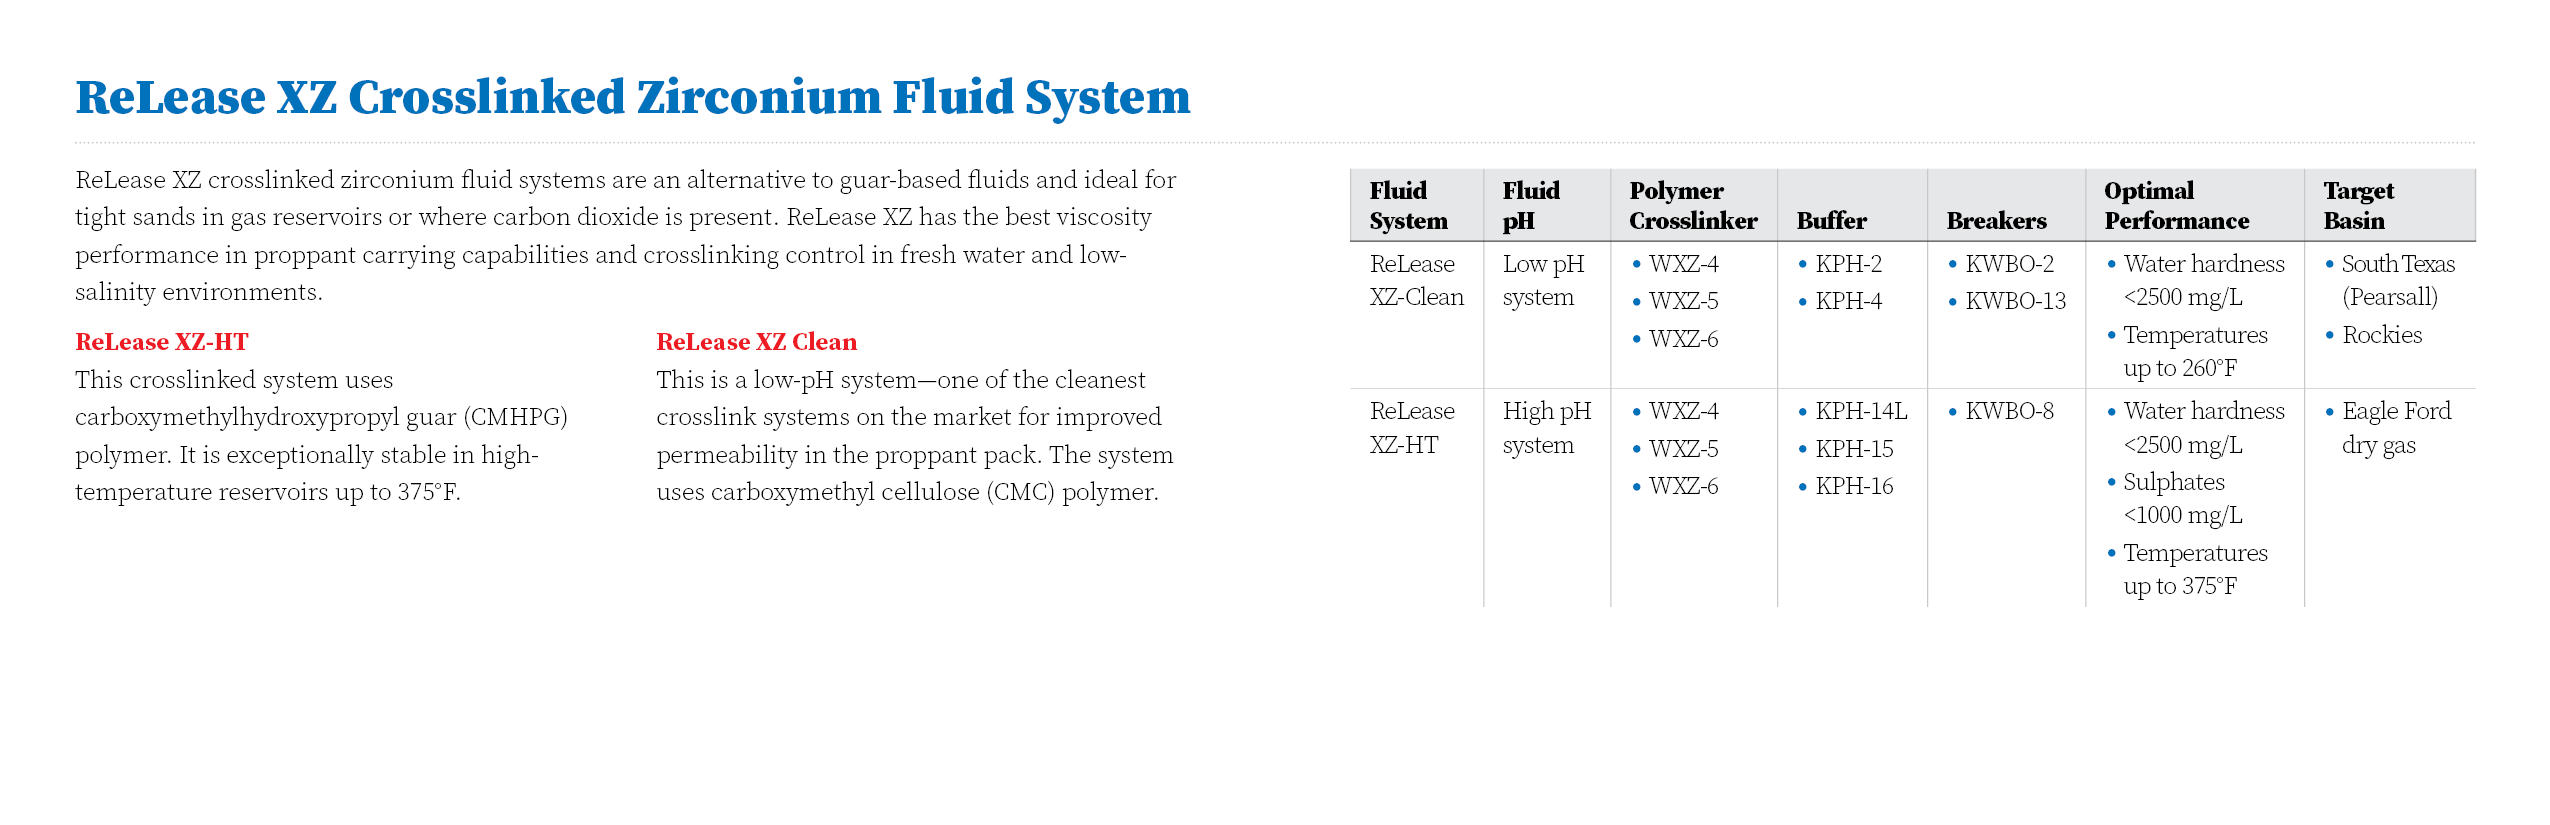 ReLease XZ Crosslinked Zirconium Fluid System
ReLease XZ crosslinked zirconium fluid systems are an alternative to guar-based fluids and ideal for
tight sands in gas reservoirs or where carbon dioxide is present. ReLease XZ has the best viscosity
performance in proppant carrying capabilities and crosslinking control in fresh water and low-
salinity environments.
ReLease XZ-HT
This crosslinked system uses
carboxymethylhydroxypropyl guar (CMHPG)
polymer. It is exceptionally stable in high-
temperature reservoirs up to 375°F.
ReLease XZ Clean
This is a low-pH system—one of the cleanest
crosslink systems on the market for improved
permeability in the proppant pack. The system
uses carboxymethyl cellulose (CMC) polymer.
Fluid
System
Fluid
pH
Polymer
Crosslinker
Buffer
Breakers
Optimal
Performance
Target
Basin
ReLease
XZ-Clean
Low pH
system
• WXZ-4
• WXZ-5
• WXZ-6
• KPH-2
• KPH-4
• KWBO-2
• KWBO-13
• Water hardness
<2500 mg/L
• Temperatures
up to 260°F
• South Texas
(Pearsall)
• Rockies
ReLease
XZ-HT
High pH
system
• WXZ-4
• WXZ-5
• WXZ-6
• KPH-14L
• KPH-15
• KPH-16
• KWBO-8
• Water hardness
<2500 mg/L
• Sulphates
<1000 mg/L
• Temperatures
up to 375°F
• Eagle Ford
dry gas